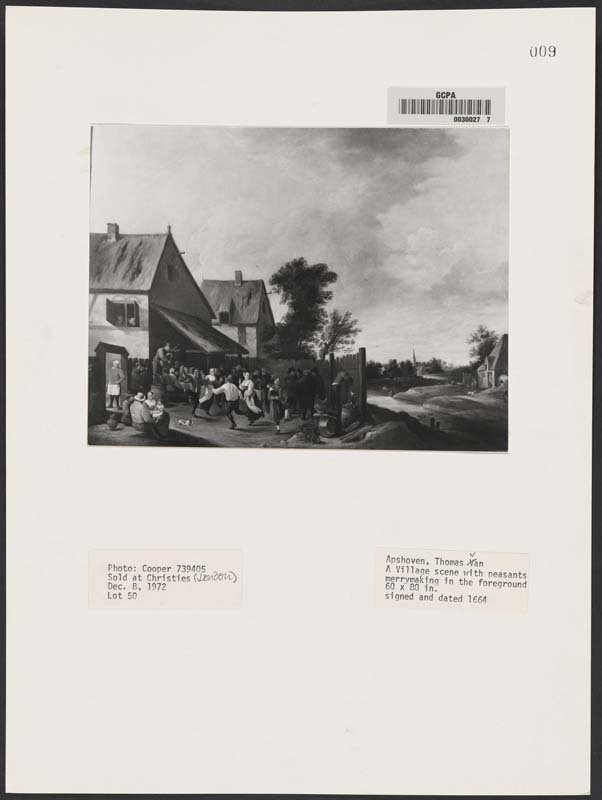 009
GCPA
0030027 7
Photo: Cooper 739405
Sold at Christies (London)
Dec. 8, 1972
Lot 50
Apshoven, Thomas Van
A Village scene with peasants
merrymaking in the foreground
60 x 80 in.
signed and dated 1664